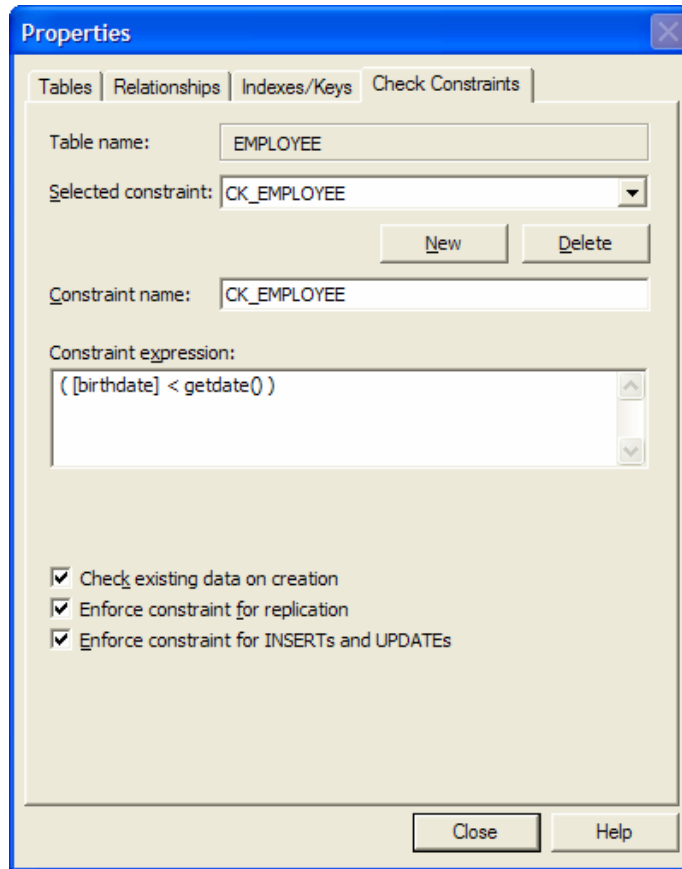 Properties
Tables Relationships Indexes/Keys Check Constraints
Table name: EMPLOYEE
Selected constraint: CK_EMPLOYEE
New Delete
Constraint name: CK_EMPLOYEE
Constraint expression:
( [birthdate] < getdate() )
Check existing data on creation
Enforce constraint for replication
Enforce constraint for INSERTs and UPDATEs
Close Help